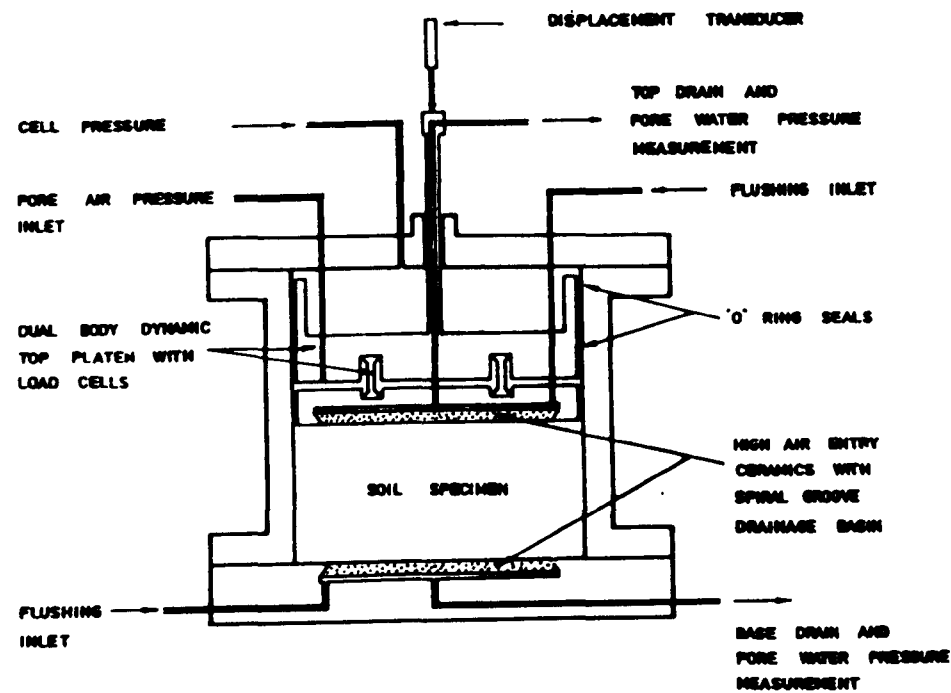 DISPLACEMENT TRANSDUCER
TOP DRAIN AND
PORE WATER PRESSURE
MEASUREMENT
CELL PRESSURE
FLUSHING INLET
PORE AIR PRESSURE
INLET
"O" RING SEALS
DUAL BODY DYNAMIC
TOP PLATEN WITH
LOAD CELLS
HIGH AIR ENTRY
CERAMICS WITH
SPIRAL GROOVE
DRAINAGE BASIN
SOIL SPECIMEN
FLUSHING
INLET
BASE DRAIN AND
PORE WATER PRESSURE
MEASUREMENT